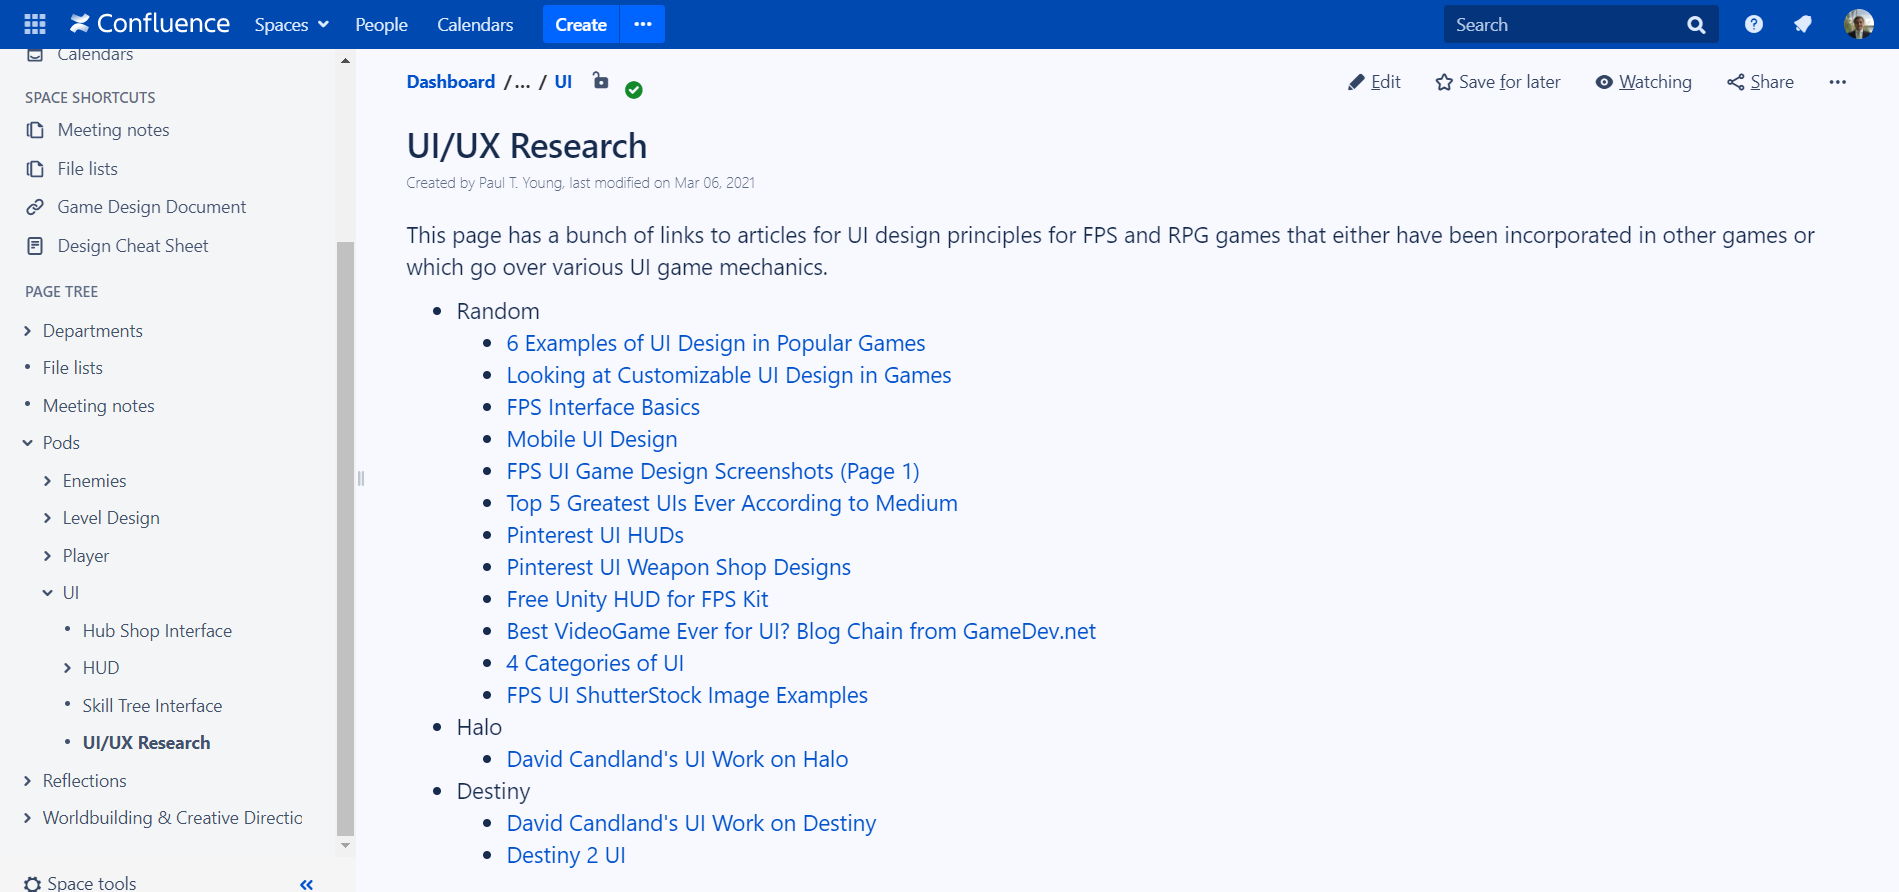 Confluence Spaces People Calendars Create ··· Search
Calendars
SPACE SHORTCUTS
Meeting notes
File lists
Game Design Document
Design Cheat Sheet
PAGE TREE
Departments
File lists
Meeting notes
Pods
Enemies
Level Design
Player
UI
Hub Shop Interface
HUD
Skill Tree Interface
UI/UX Research
Reflections
Worldbuilding & Creative Directio
Space tools
Dashboard /... / UI
Edit Save for later Watching Share ···
UI/UX Research
Created by Paul T. Young, last modified on Mar 06, 2021
This page has a bunch of links to articles for UI design principles for FPS and RPG games that either have been incorporated in other games or
which go over various UI game mechanics.
• Random
• 6 Examples of UI Design in Popular Games
• Looking at Customizable UI Design in Games
• FPS Interface Basics
• Mobile UI Design
• FPS UI Game Design Screenshots (Page 1)
• Top 5 Greatest UIs Ever According to Medium
• Pinterest UI HUDs
• Pinterest UI Weapon Shop Designs
• Free Unity HUD for FPS Kit
• Best VideoGame Ever for UI? Blog Chain from GameDev.net
• 4 Categories of UI
• FPS UI ShutterStock Image Examples
• Halo
• David Candland's UI Work on Halo
• Destiny
• David Candland's UI Work on Destiny
• Destiny 2 UI